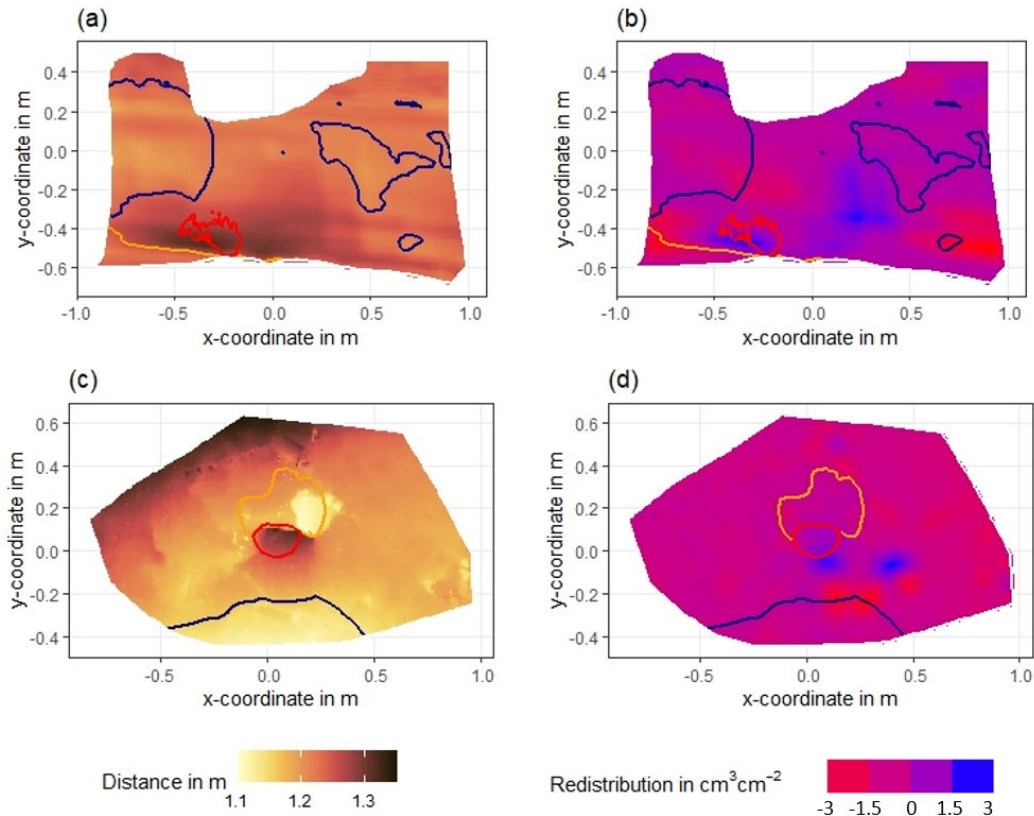 (a)
(b)
y-coordinate in m
0.4
0.2
0.0
-0.2
-0.4
-0.6
-1.0 -0.5 0.0 0.5 1.0
x-coordinate in m
y-coordinate in m
0.4
0.2
0.0
-0.2
-0.4
-0.6
-1.0 -0.5 0.0 0.5 1.0
x-coordinate in m
(c)
(d)
y-coordinate in m
0.6
0.4
0.2
0.0
-0.2
-0.4
-0.5 0.0 0.5 1.0
x-coordinate in m
y-coordinate in m
0.6
0.4
0.2
0.0
-0.2
-0.4
-0.5 0.0 0.5 1.0
x-coordinate in m
Distance in m
1.1 1.2 1.3
Redistribution in cm³cm⁻²
-3 -1.5 0 1.5 3